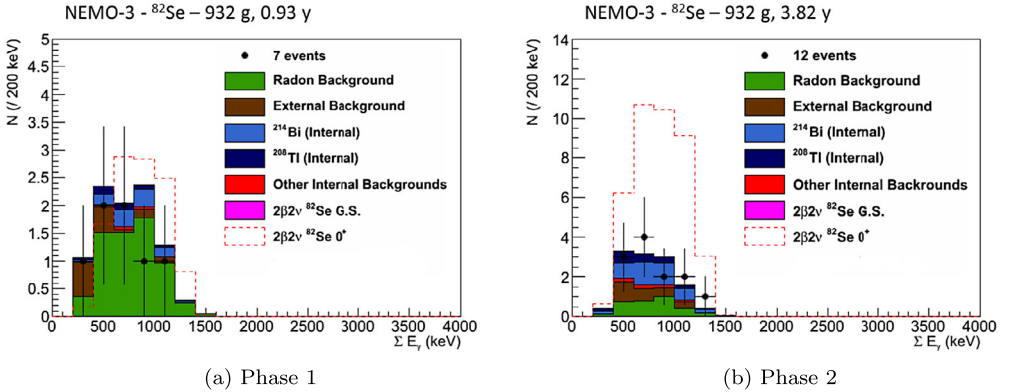 NEMO-3 - ⁸²Se – 932 g, 0.93 y
N (/ 200 keV)
5
4.5
4
3.5
3
2.5
2
1.5
1
0.5
0
7 events
Radon Background
External Background
²¹⁴Bi (Internal)
²⁰⁸Tl (Internal)
Other Internal Backgrounds
2β2ν ⁸²Se G.S.
2β2ν ⁸²Se 0⁺
0 500 1000 1500 2000 2500 3000 3500 4000
Σ Eᵧ (keV)
(a) Phase 1
NEMO-3 - ⁸²Se – 932 g, 3.82 y
N (/ 200 keV)
14
12
10
8
6
4
2
0
12 events
Radon Background
External Background
²¹⁴Bi (Internal)
²⁰⁸Tl (Internal)
Other Internal Backrounds
2β2ν ⁸²Se G.S.
2β2ν ⁸²Se 0⁺
0 500 1000 1500 2000 2500 3000 3500 4000
Σ Eᵧ (keV)
(b) Phase 2